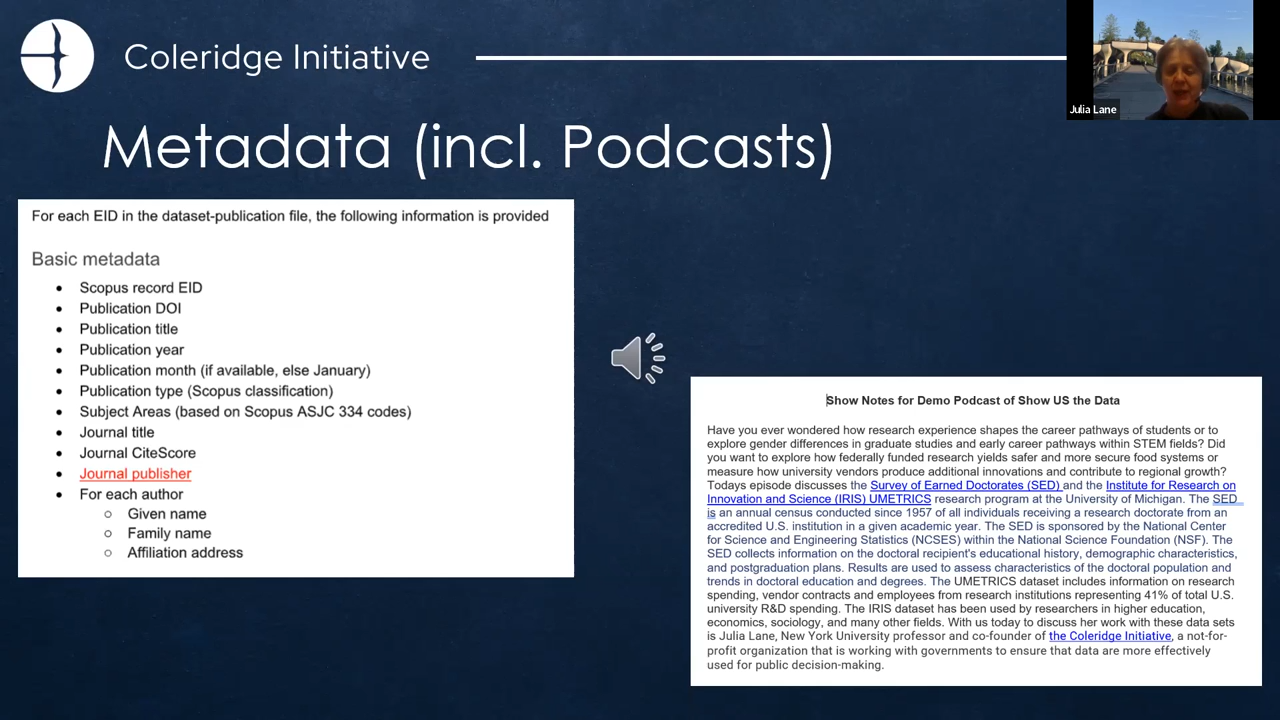 Coleridge Initiative
Julia Lane
Metadata (incl. Podcasts)
For each EID in the dataset-publication file, the following information is provided
Basic metadata
Scopus record EID
Publication DOI
Publication title
Publication year
Publication month (if available, else January)
Publication type (Scopus classification)
Subject Areas (based on Scopus ASJC 334 codes)
Journal title
Journal CiteScore
Journal publisher
For each author
Given name
Family name
Affiliation address
Show Notes for Demo Podcast of Show US the Data
Have you ever wondered how research experience shapes the career pathways of students or to
explore gender differences in graduate studies and early career pathways within STEM fields? Did
you want to explore how federally funded research yields safer and more secure food systems or
measure how university vendors produce additional innovations and contribute to regional growth?
Todays episode discusses the Survey of Earned Doctorates (SED) and the Institute for Research on
Innovation and Science (IRIS) UMETRICS research program at the University of Michigan. The SED
is an annual census conducted since 1957 of all individuals receiving a research doctorate from an
accredited U.S. institution in a given academic year. The SED is sponsored by the National Center
for Science and Engineering Statistics (NCSES) within the National Science Foundation (NSF). The
SED collects information on the doctoral recipient's educational history, demographic characteristics,
and postgraduation plans. Results are used to assess characteristics of the doctoral population and
trends in doctoral education and degrees. The UMETRICS dataset includes information on research
spending, vendor contracts and employees from research institutions representing 41% of total U.S.
university R&D spending. The IRIS dataset has been used by researchers in higher education,
economics, sociology, and many other fields. With us today to discuss her work with these data sets
is Julia Lane, New York University professor and co-founder of the Coleridge Initiative, a not-for-
profit organization that is working with governments to ensure that data are more effectively
used for public decision-making.